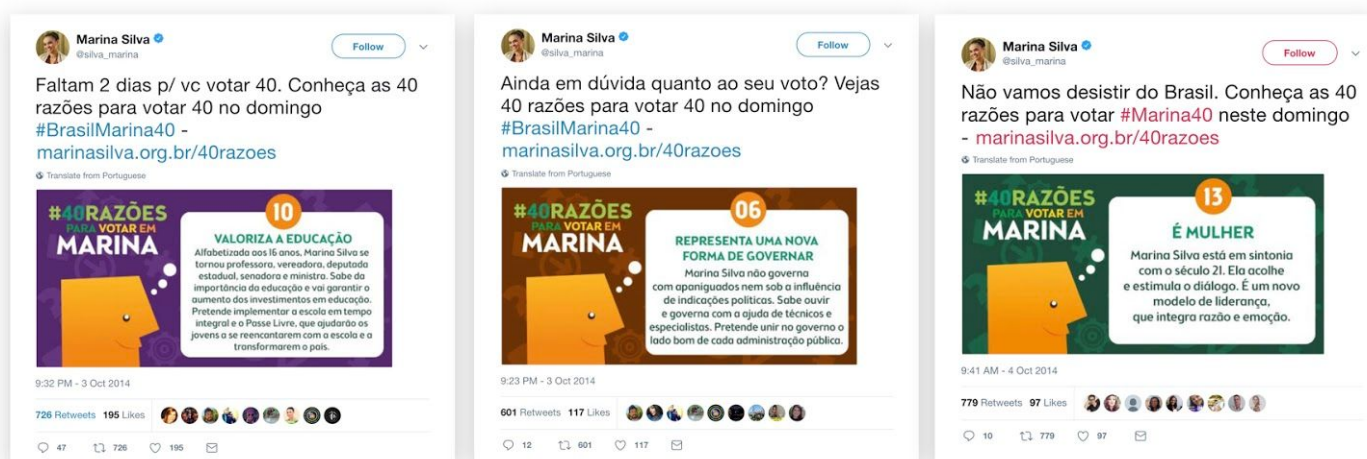 Marina Silva
@silva_marina
Follow
Faltam 2 dias p/ vc votar 40. Conheça as 40
razões para votar 40 no domingo
#BrasilMarina40 -
marinasilva.org.br/40razoes
Translate from Portuguese
#40RAZÕES
PARA VOTAR EM
MARINA
10
VALORIZA A EDUCAÇÃO
Alfabetizada aos 16 anos, Marina Silva se
tornou professora, vereadora, deputada
estadual, senadora e ministra. Sabe da
importância da educação e vai garantir o
aumento dos investimentos em educação.
Pretende implementar a escola em tempo
integral e o Passe Livre, que ajudarão os
jovens a se reencantarem com a escola e a
transformarem o país.
9:32 PM - 3 Oct 2014
726 Retweets 195 Likes
47 726 195
Marina Silva
@silva_marina
Follow
Ainda em dúvida quanto ao seu voto? Vejas
40 razões para votar 40 no domingo
#BrasilMarina40 -
marinasilva.org.br/40razoes
Translate from Portuguese
#40RAZÕES
PARA VOTAR EM
MARINA
06
REPRESENTA UMA NOVA
FORMA DE GOVERNAR
Marina Silva não governa
com apaniguados nem sob a influência
de indicações políticas. Sabe ouvir
e governa com a ajuda de técnicos e
especialistas. Pretende unir no governo o
lado bom de cada administração pública.
9:23 PM - 3 Oct 2014
601 Retweets 117 Likes
12 601 117
Marina Silva
@silva_marina
Follow
Não vamos desistir do Brasil. Conheça as 40
razões para votar #Marina40 neste domingo
- marinasilva.org.br/40razoes
Translate from Portuguese
#40RAZÕES
PARA VOTAR EM
MARINA
13
É MULHER
Marina Silva está em sintonia
com o século 21. Ela acolhe
e estimula o diálogo. É um novo
modelo de liderança,
que integra razão e emoção.
9:41 AM - 4 Oct 2014
779 Retweets 97 Likes
10 779 97